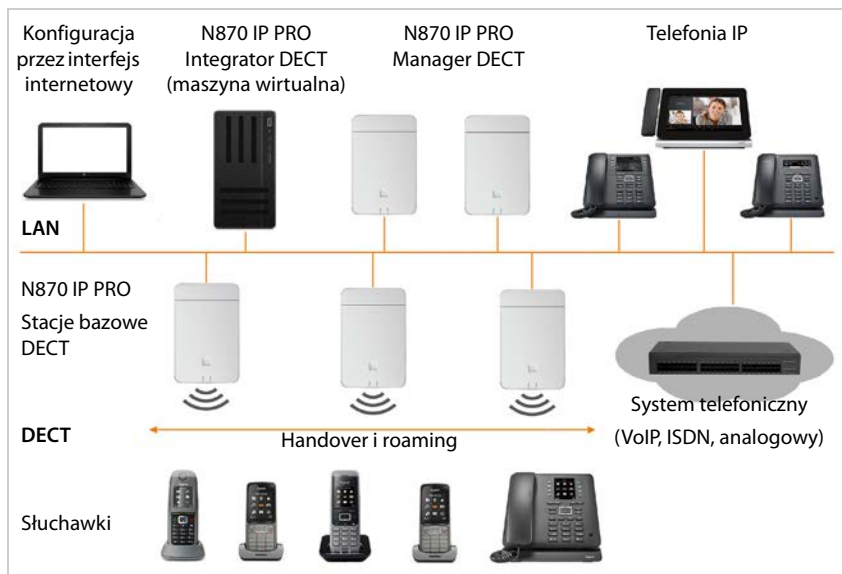 Konfiguracja
przez interfejs
internetowy
N870 IP PRO
Integrator DECT
(maszyna wirtualna)
N870 IP PRO
Manager DECT
Telefonia IP
LAN
N870 IP PRO
Stacje bazowe
DECT
System telefoniczny
(VoIP, ISDN, analogowy)
DECT
Handover i roaming
Słuchawki